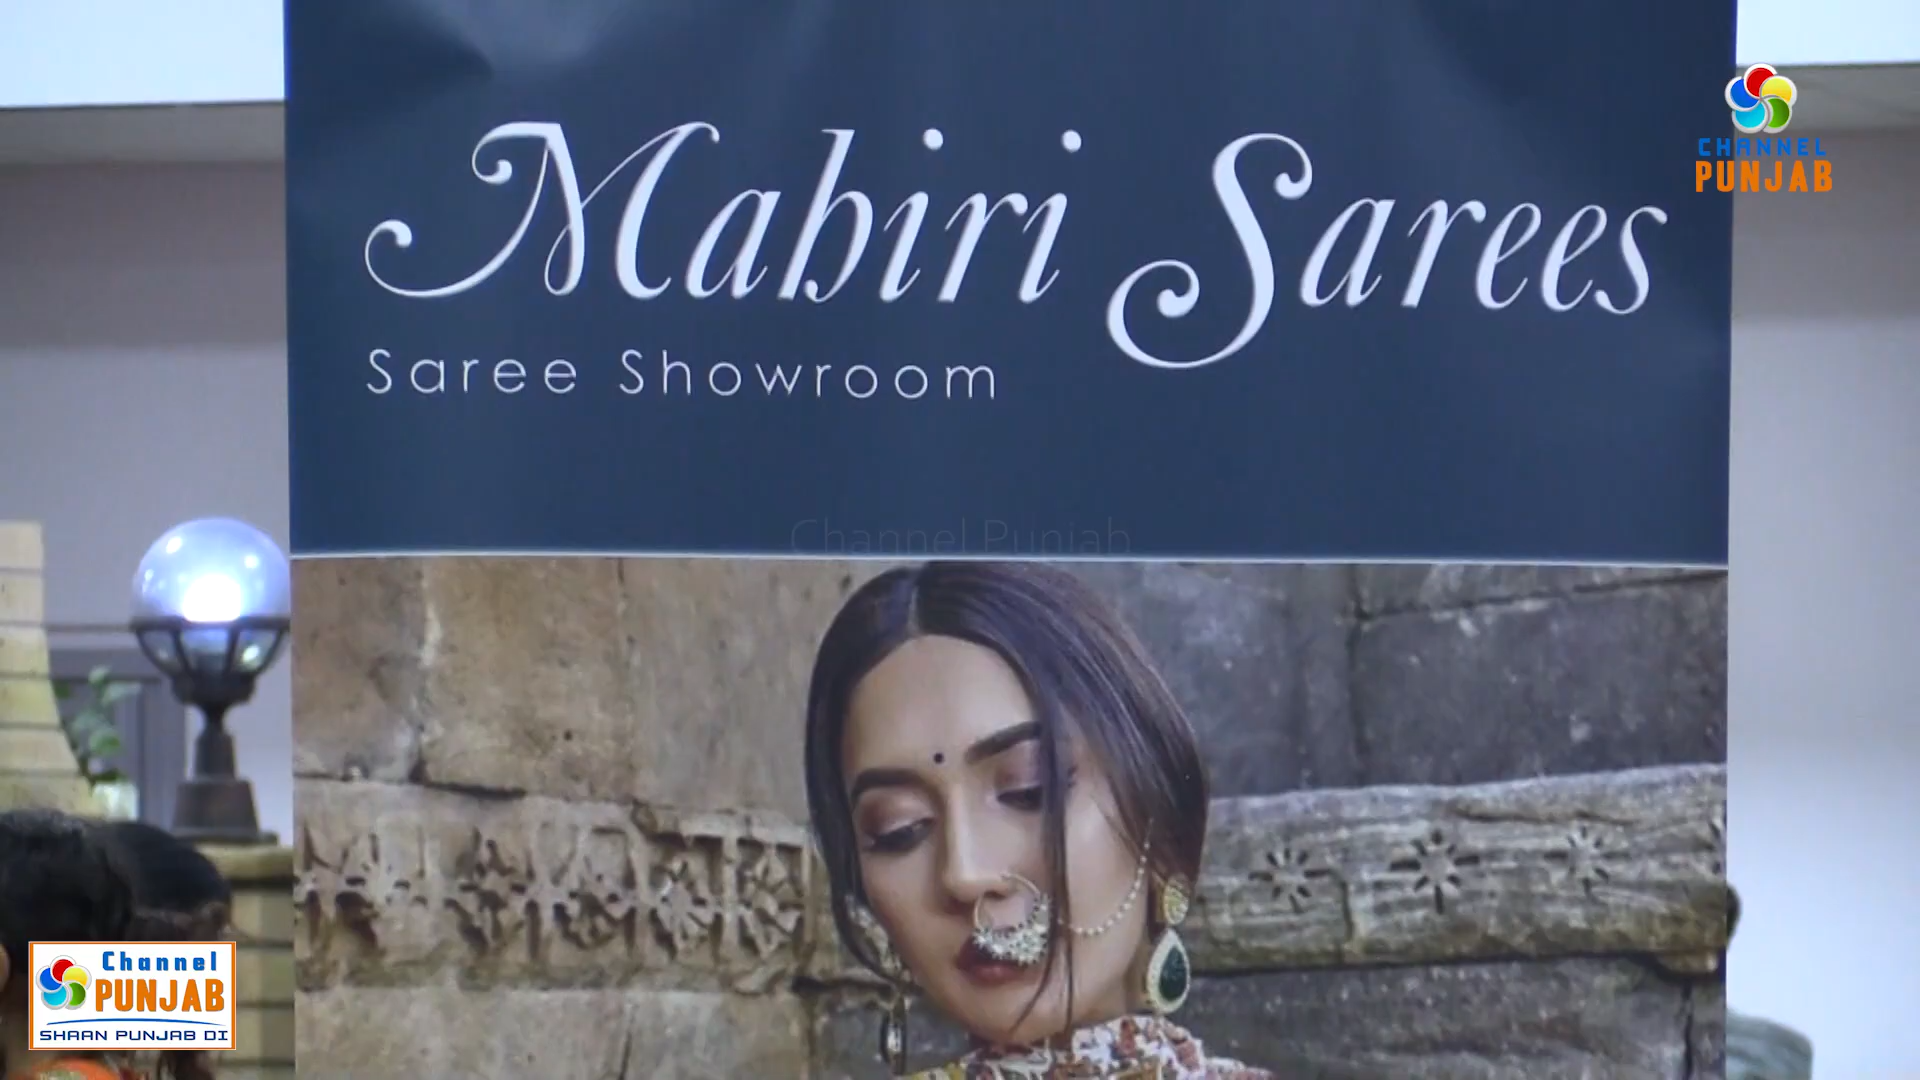 Mahiri Sarees
Saree Showroom
CHANNEL
PUNJAB
Channel Punjab
Channel
PUNJAB
SHAAN PUNJAB DI